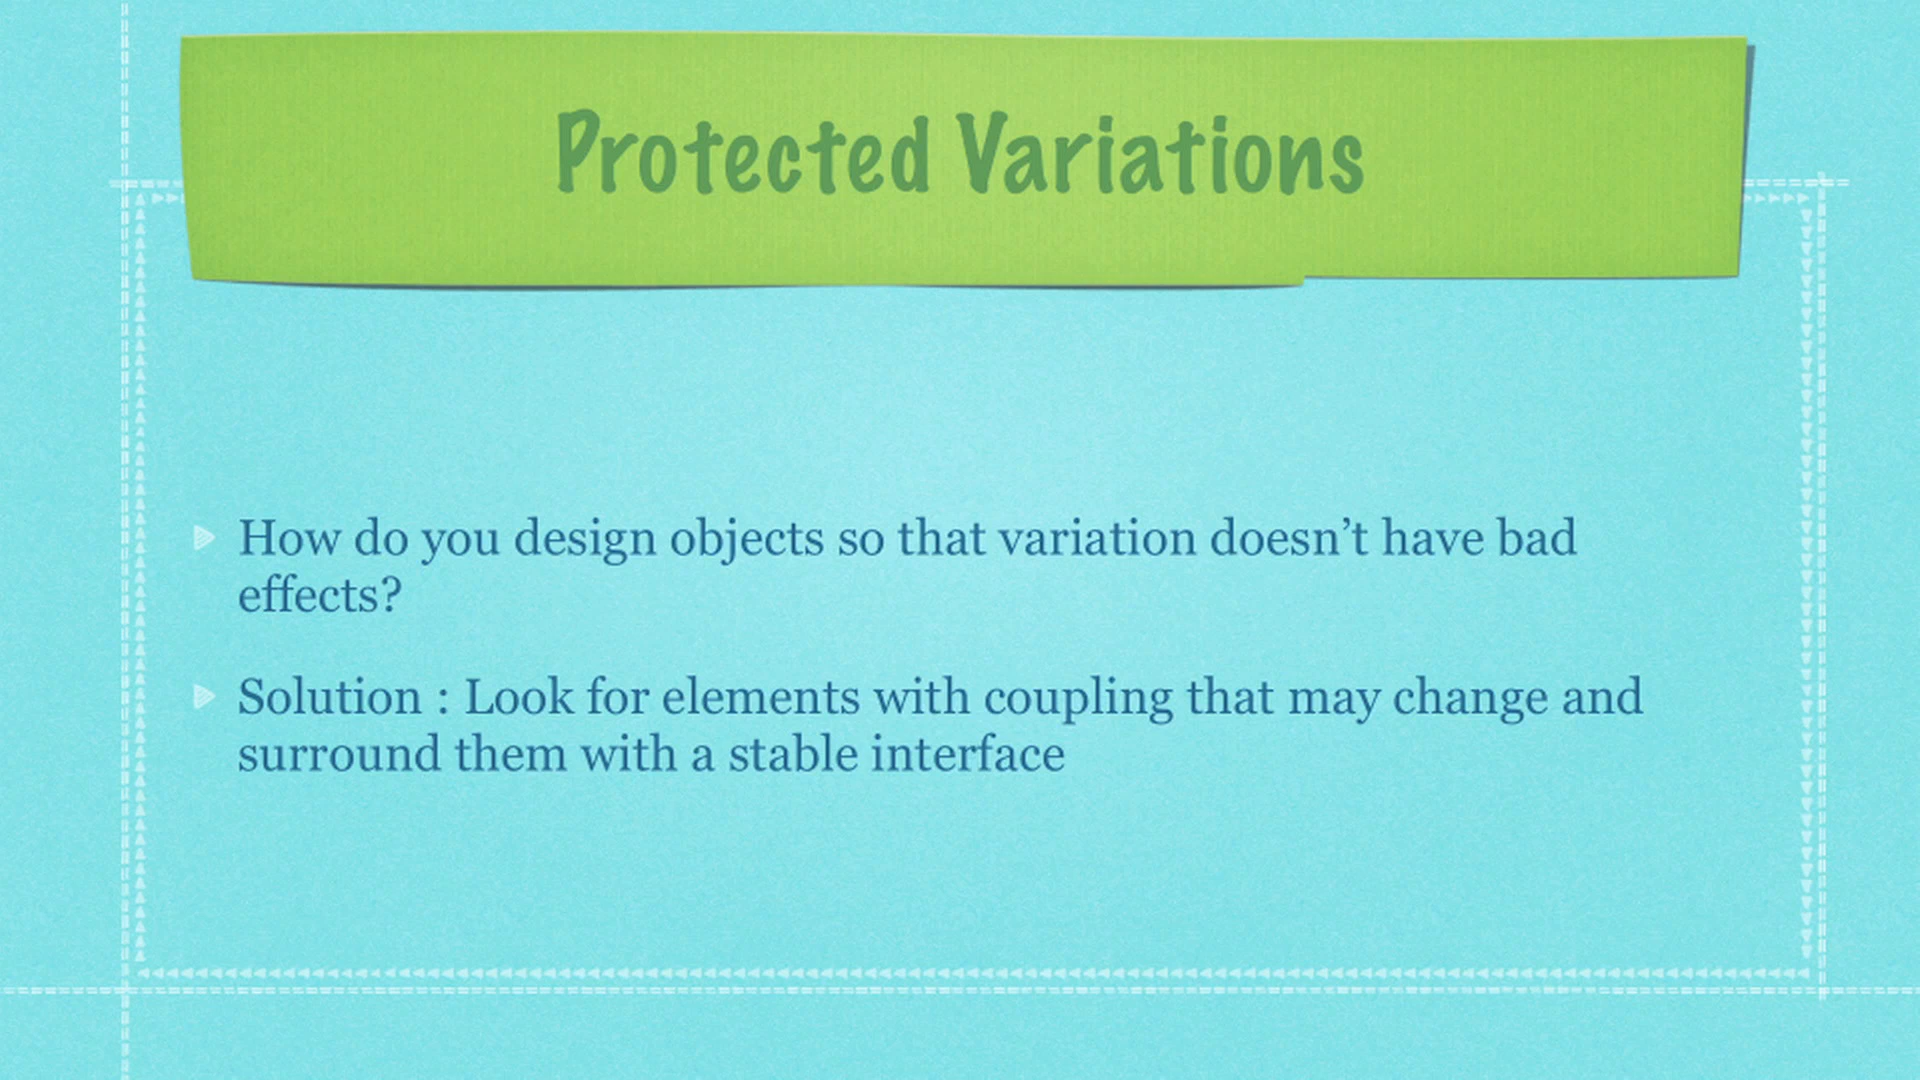 Protected Variations
How do you design objects so that variation doesn’t have bad
effects?
Solution : Look for elements with coupling that may change and
surround them with a stable interface